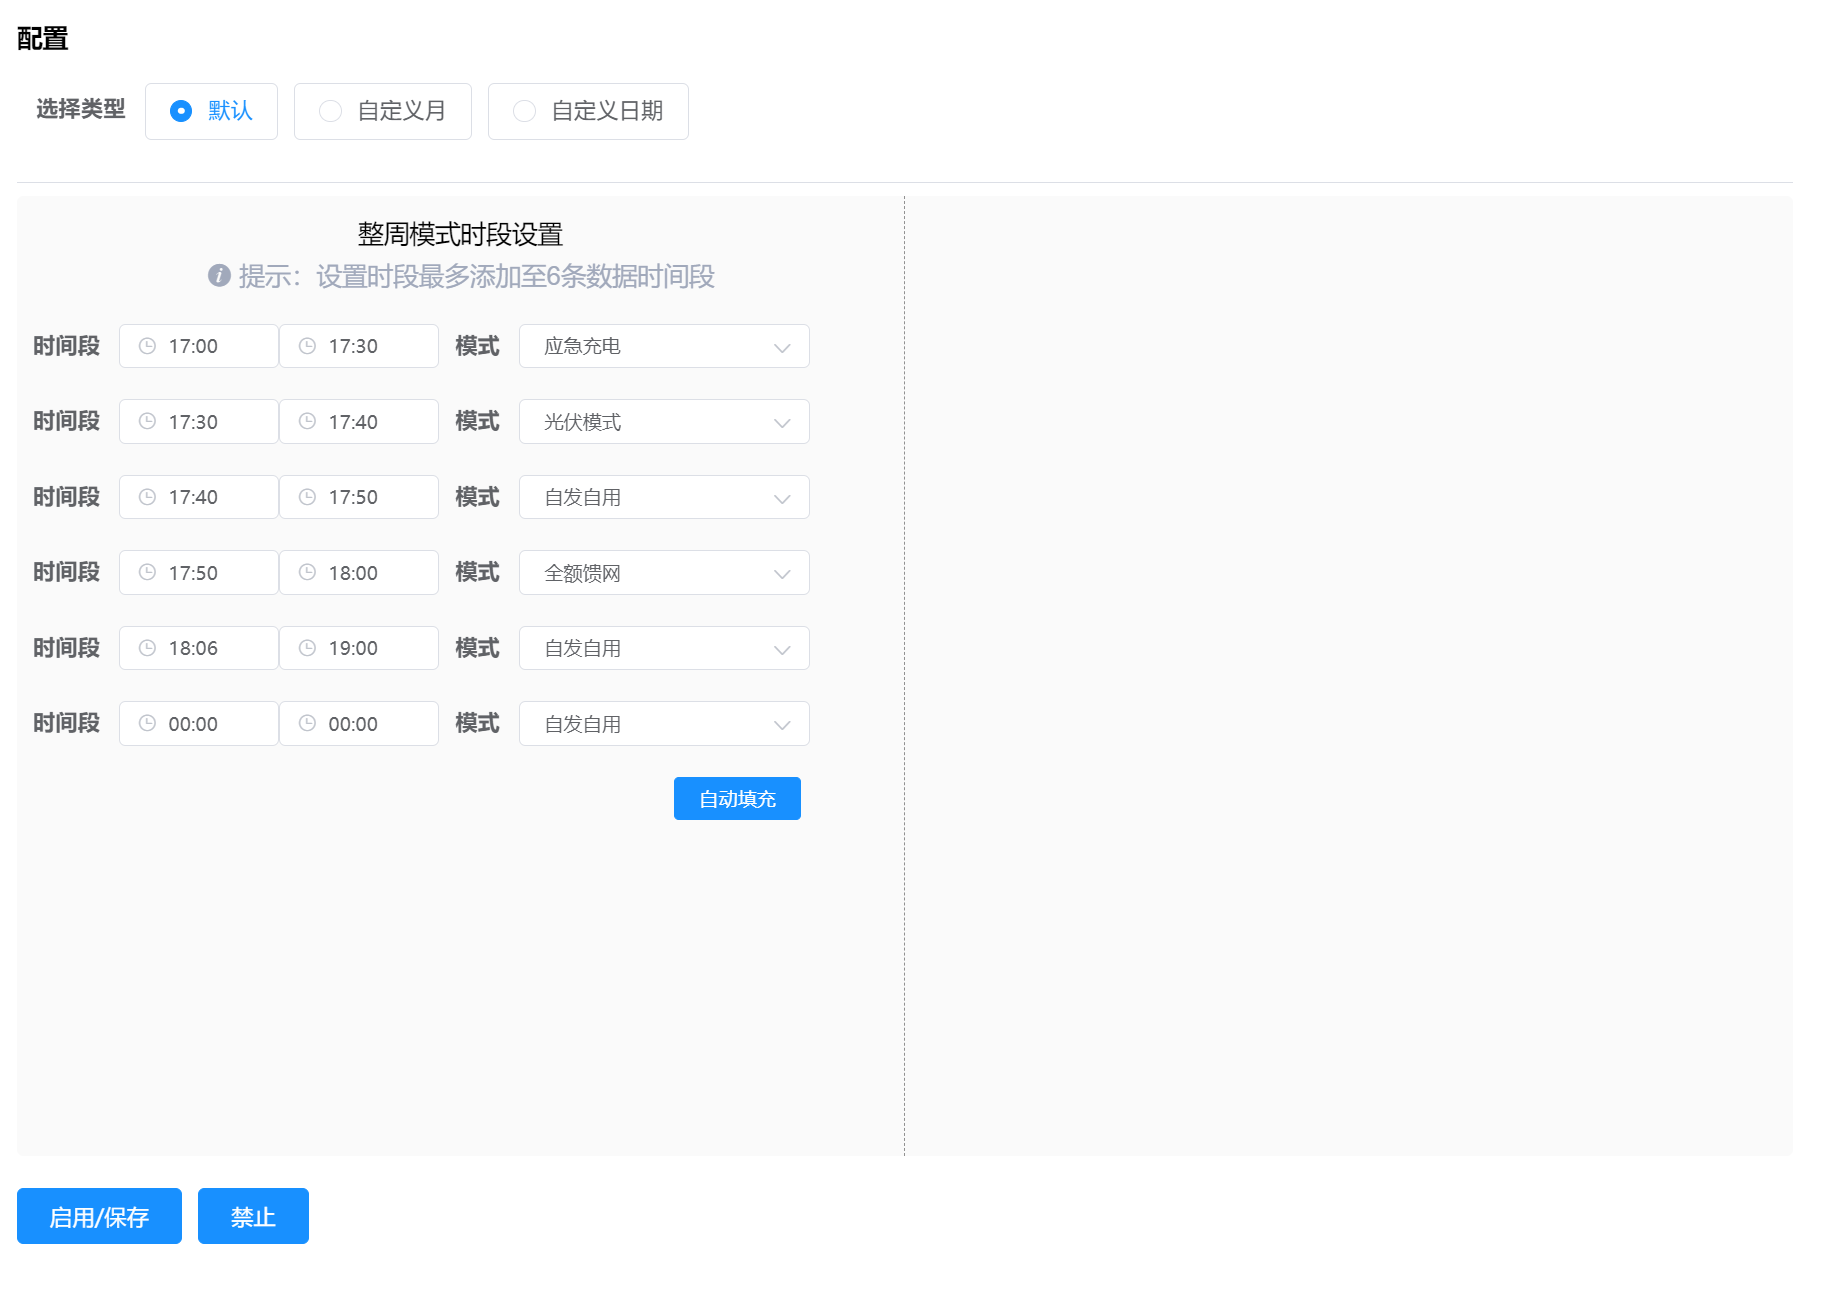 配置
选择类型 默认 自定义月 自定义日期
整周模式时段设置
提示：设置时段最多添加至6条数据时间段
时间段 17:00 17:30 模式 应急充电
时间段 17:30 17:40 模式 光伏模式
时间段 17:40 17:50 模式 自发自用
时间段 17:50 18:00 模式 全额馈网
时间段 18:06 19:00 模式 自发自用
时间段 00:00 00:00 模式 自发自用
自动填充
启用/保存 禁止